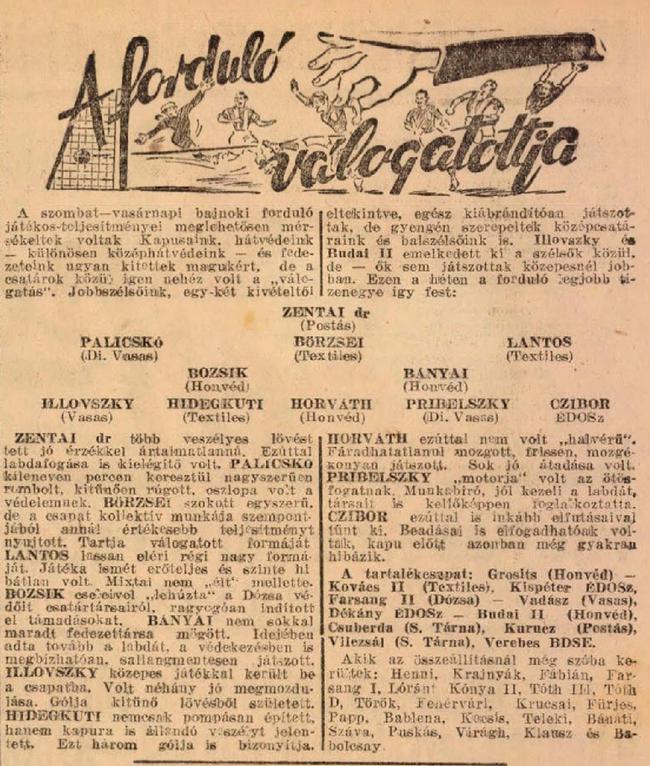 A forduló
válogatottja
A szombat—vasárnapi bajnoki forduló
játékos-teljesítményei meglehetősen mér-
sékeltek voltak Kapusaink, hátvédeink
— különösen középhátvédeink — és fede-
zeteink ugyan kitettek magukért, de a
csatárok közül igen nehéz volt a „válo-
gatás". Jobbszélsőink, egy-két kivételtől
eltekintve, egész kiábrándítóan játszot-
tak, de gyengén szerepeltek középcsatá-
raink és balszélsőink is. Illovszky és
Budai II emelkedett ki a szélsők közül,
de — ők sem játszottak közepesnél job-
ban. Ezen a héten a forduló legjobb ti-
zenegye így fest:
ZENTAI dr
(Postás)
PALICSKÓ BÖRZSEI LANTOS
(Di. Vasas) (Textiles) (Textiles)
BOZSIK BÁNYAI
(Honvéd) (Honvéd)
ILLOVSZKY HIDEGKUTI HORVÁTH PRIBELSZKY CZIBOR
(Vasas) (Textiles) (Honvéd) (Di. Vasas) ÉDOSz
ZENTAI dr több veszélyes lövést
tett jó érzékkel ártalmatlanná. Ezúttal
labdafogása is kielégítő volt. PALICSKÓ
kilencven percen keresztül nagyszerűen
rombolt, kitűnően rúgott, oszlopa volt a
védelemnek. BÖRZSEI szokott egyszerű,
de a csapat kollektív munkája szempont-
jából annál értékesebb teljesítményt
nyujtott. Tartja válogatott formáját
LANTOS lassan eléri régi nagy formá-
ját. Játéka ismét erőteljes és szinte hi-
bátlan volt. Mixtai nem „élt" mellette.
BOZSIK cseleivel „lehúzta" a Dózsa vé-
dőit csatártársairól, ragyogóan indított
el támadásokat. BÁNYAI nem sokkal
maradt fedezettársa mögött. Idejében
adta tovább a labdát, a védekezésben is
megbízhatóan, sallangmentesen játszott.
ILLOVSZKY közepes játékkal került be
a csapatba. Volt néhány jó megmozdu-
lása. Gólja kitűnő lövésből született.
HIDEGKUTI nemcsak pompásan épített,
hanem kapura is állandó veszélyt jelen-
tett. Ezt három gólja is bizonyítja.
HORVÁTH ezúttal nem volt „halvérű".
Fáradhatatlanul mozgott, frissen, mozgé-
konyan játszott. Sok jó átadása volt.
PRIBELSZKY „motorja" volt az ötös-
fogatnak. Munkabíró, jól kezeli a labdát,
társait is kellőképpen foglalkoztatta.
CZIBOR ezúttal is inkább elfutásaival
tűnt ki. Beadásai is elfogadhatóak vol-
tak, kapu előtt azonban még gyakran
hibázik.
A tartalékcsapat: Grosits (Honvéd) —
Kovács II (Textiles), Kispéter ÉDOSz,
Farsang II (Dózsa) — Vadász (Vasas),
Dékány ÉDOSz — Budai II (Honvéd),
Csuberda (S. Tárna), Kurucz (Postás),
Vilezsál (S. Tárna), Verebes BDSE.
Akik az összeállításnál még szóba ke-
rültek: Henni, Krajnyák, Fábián, Far-
sang I, Lóránt Kónya II, Tóth III, Tóth
D, Török, Fehérvári, Krucsai, Fürjes,
Papp, Bablena, Kocsis, Teleki, Bánáti,
Száva, Puskás, Virágh, Klausz és Ba-
bolcsay